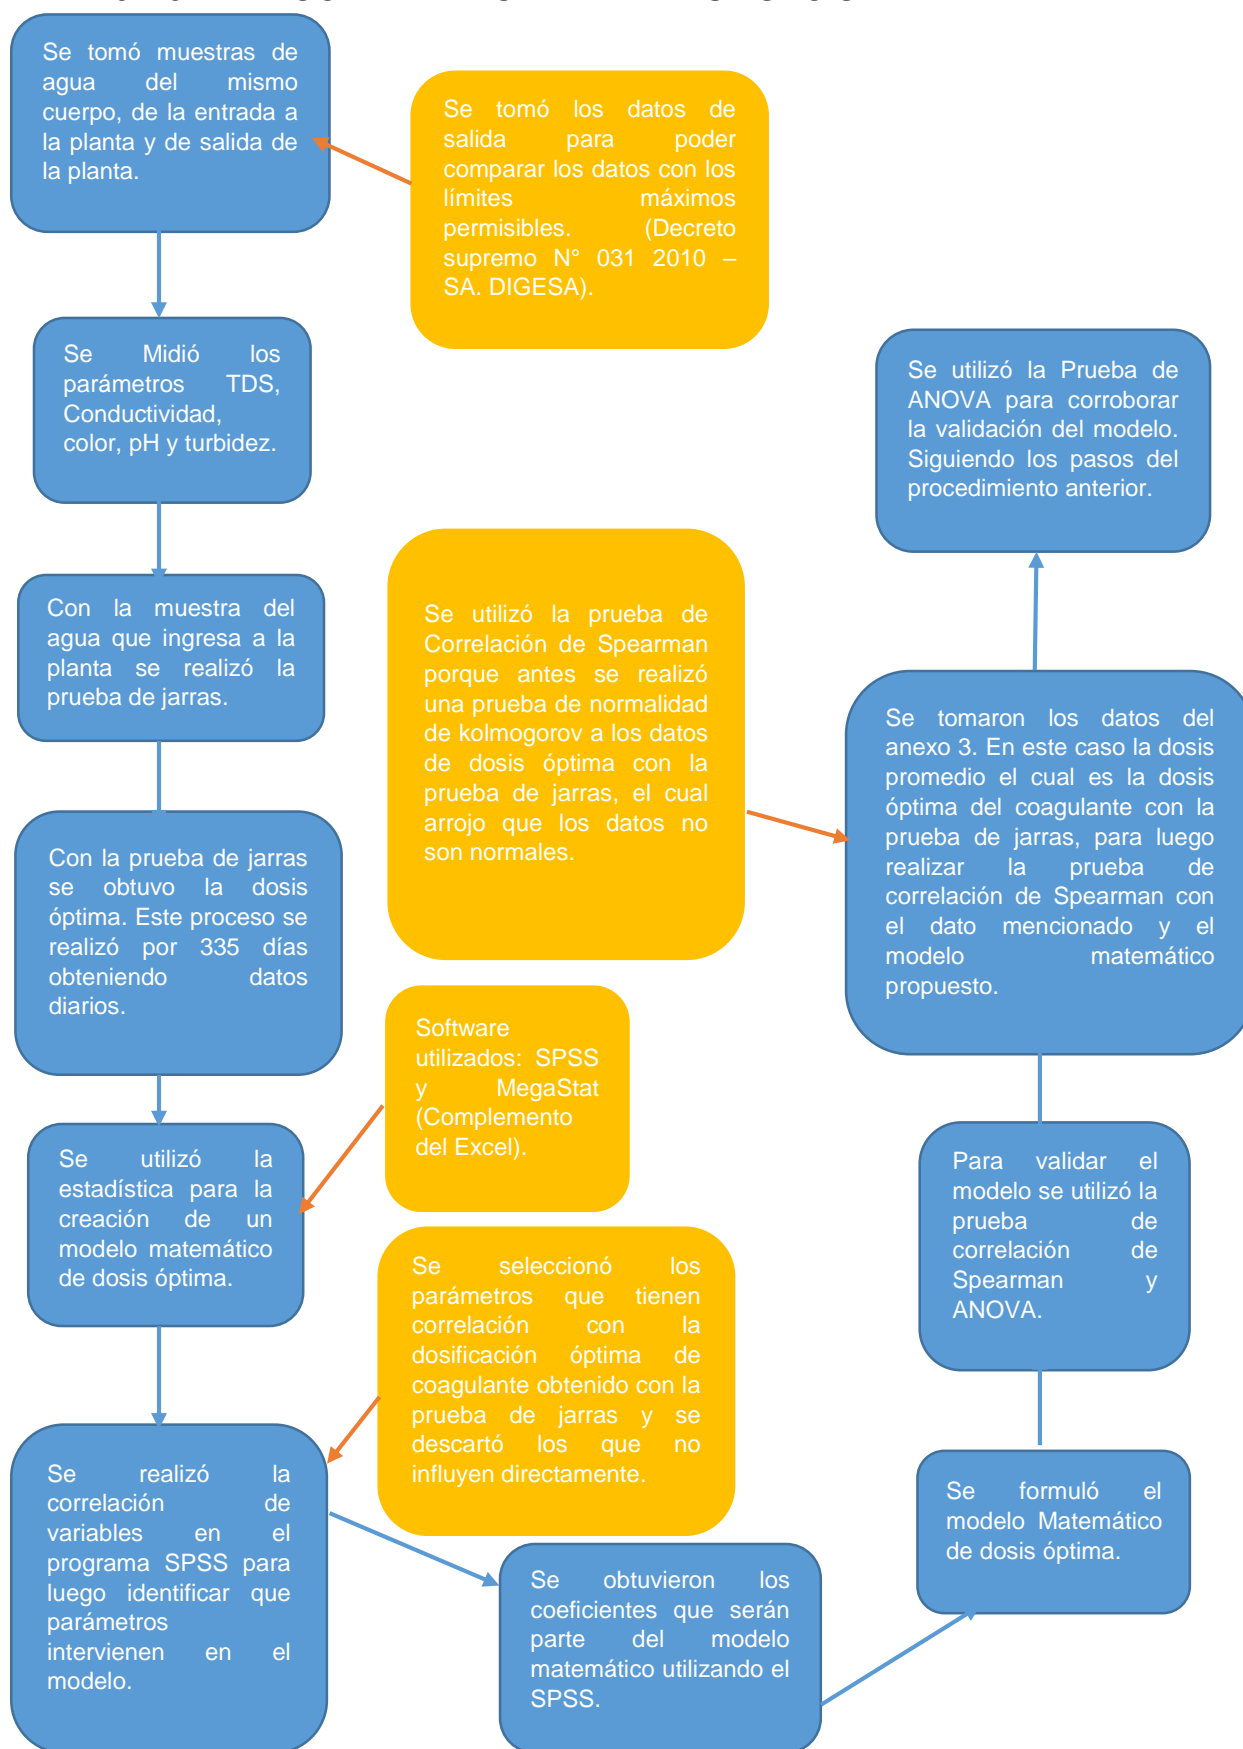 Se tomó muestras de
agua del mismo
cuerpo, de la entrada a
la planta y de salida de
la planta.
Se tomó los datos de
salida para poder
comparar los datos con los
límites máximos
permisibles. (Decreto
supremo N° 031 2010 –
SA. DIGESA).
Se Midió los
parámetros TDS,
Conductividad,
color, pH y turbidez.
Con la muestra del
agua que ingresa a la
planta se realizó la
prueba de jarras.
Con la prueba de jarras
se obtuvo la dosis
óptima. Este proceso se
realizó por 335 días
obteniendo datos
diarios.
Software
utilizados: SPSS
y MegaStat
(Complemento
del Excel).
Se utilizó la
estadística para la
creación de un
modelo matemático
de dosis óptima.
Se seleccionó los
parámetros que tienen
correlación con la
dosificación óptima de
coagulante obtenido con la
prueba de jarras y se
descartó los que no
influyen directamente.
Se realizó la
correlación de
variables en el
programa SPSS para
luego identificar que
parámetros
intervienen en el
modelo.
Se obtuvieron los
coeficientes que serán
parte del modelo
matemático utilizando el
SPSS.
Se formuló el
modelo Matemático
de dosis óptima.
Para validar el
modelo se utilizó la
prueba de
correlación de
Spearman y
ANOVA.
Se utilizó la prueba de
Correlación de Spearman
porque antes se realizó
una prueba de normalidad
de kolmogorov a los datos
de dosis óptima con la
prueba de jarras, el cual
arrojo que los datos no
son normales.
Se tomaron los datos del
anexo 3. En este caso la dosis
promedio el cual es la dosis
óptima del coagulante con la
prueba de jarras, para luego
realizar la prueba de
correlación de Spearman con
el dato mencionado y el
modelo matemático
propuesto.
Se utilizó la Prueba de
ANOVA para corroborar
la validación del modelo.
Siguiendo los pasos del
procedimiento anterior.